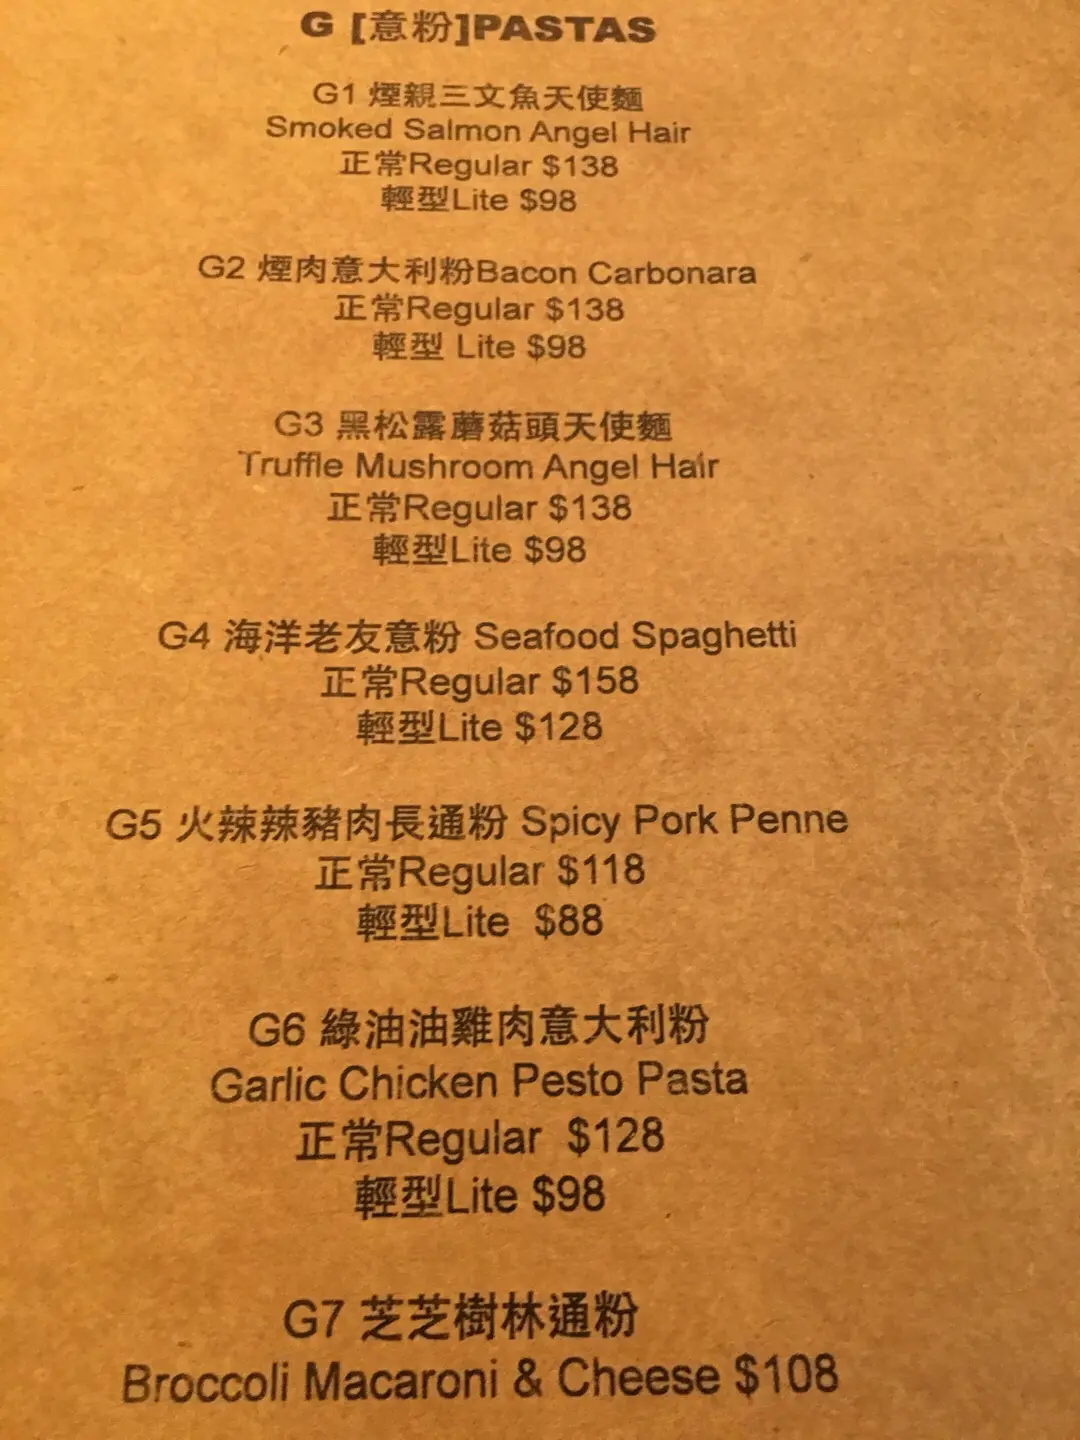 G [意粉]PASTAS
G1 煙親三文魚天使麵
Smoked Salmon Angel Hair
正常Regular $138
輕型Lite $98
G2 煙肉意大利粉Bacon Carbonara
正常Regular $138
輕型 Lite $98
G3 黑松露蘑菇頭天使麵
Truffle Mushroom Angel Hair
正常Regular $138
輕型Lite $98
G4 海洋老友意粉 Seafood Spaghetti
正常Regular $158
輕型Lite $128
G5 火辣辣豬肉長通粉 Spicy Pork Penne
正常Regular $118
輕型Lite $88
G6 綠油油雞肉意大利粉
Garlic Chicken Pesto Pasta
正常Regular $128
輕型Lite $98
G7 芝芝樹林通粉
Broccoli Macaroni & Cheese $108